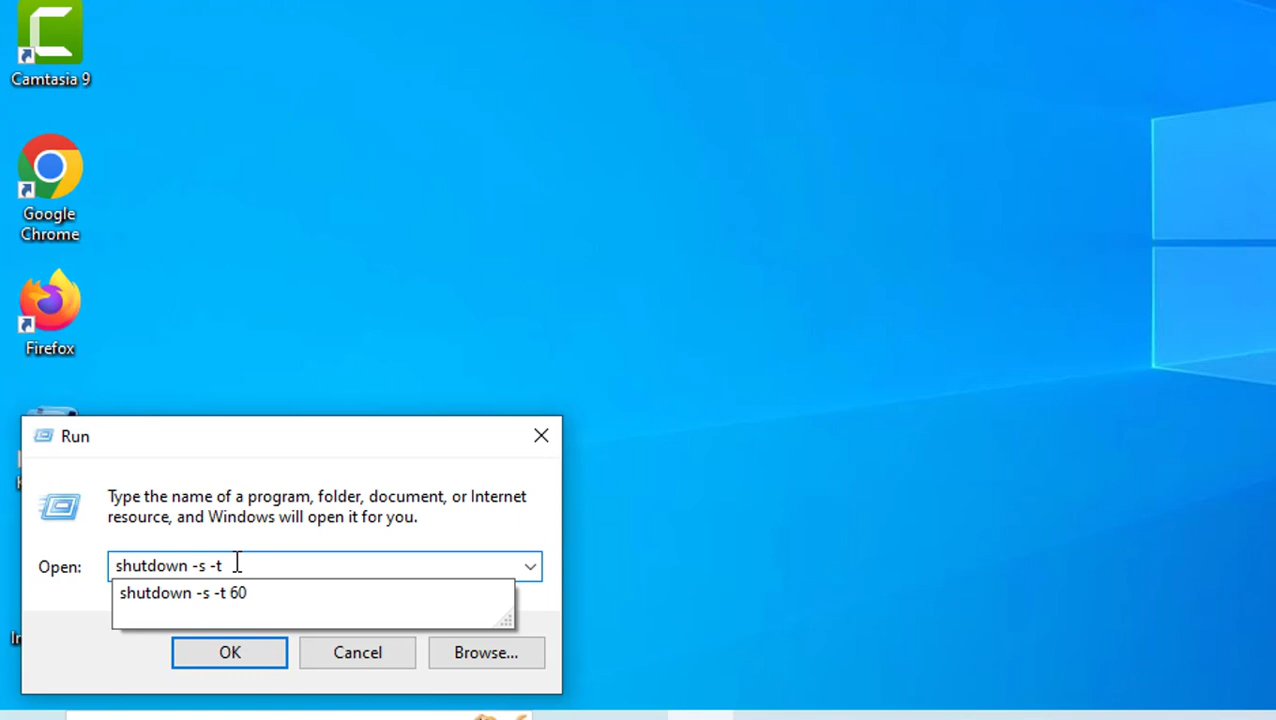 Camtasia 9
Google
Chrome
Firefox
Run
Type the name of a program, folder, document, or Internet
resource, and Windows will open it for you.
Open:
shutdown -s -t
shutdown -s -t 60
OK
Cancel
Browse...